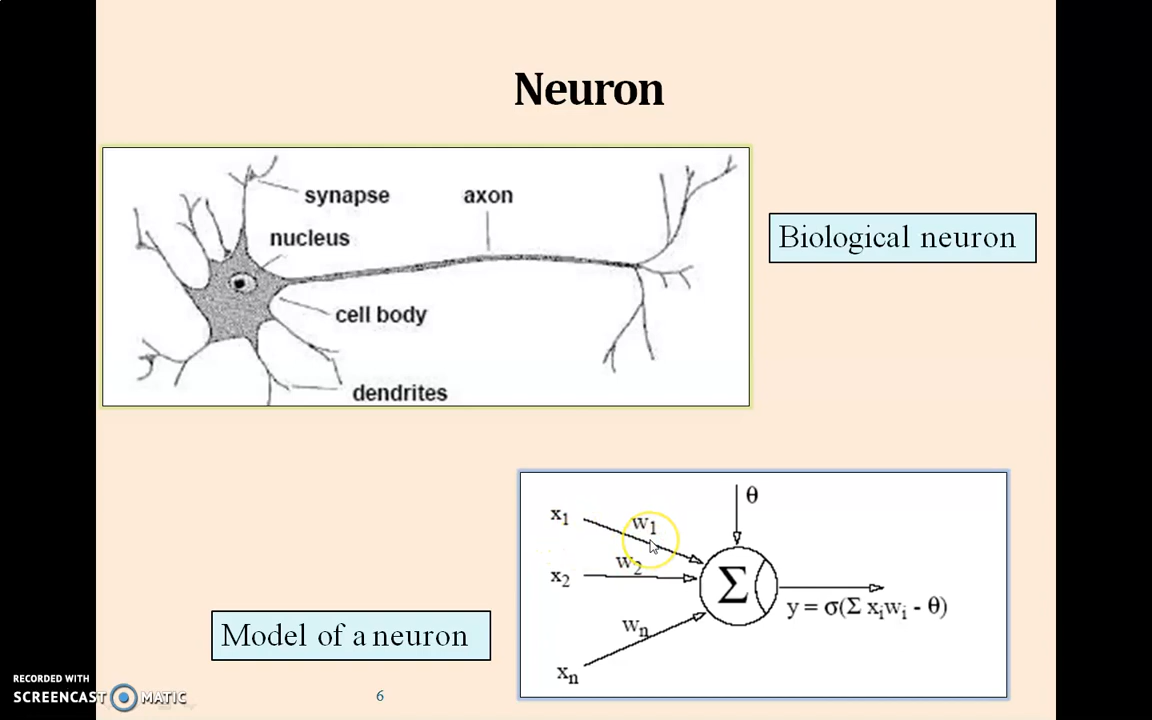 Neuron
synapse
axon
nucleus
Biological neuron
cell body
dendrites
θ
x₁
w₁
w₂
x₂
Σ
y = σ(Σ xᵢwᵢ - θ)
wₙ
Model of a neuron
xₙ
RECORDED WITH
SCREENCAST MATIC
6